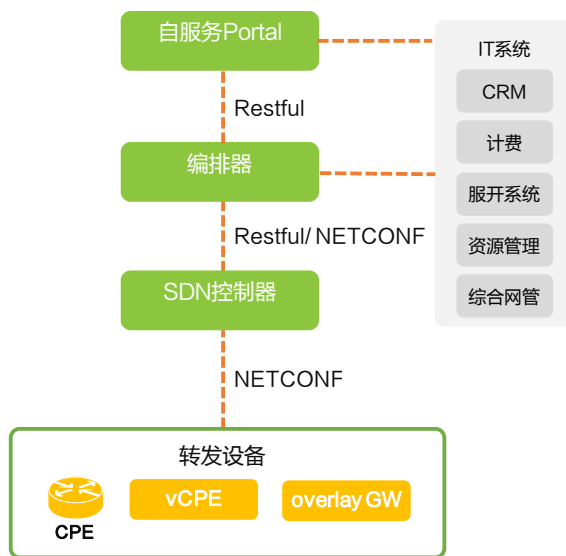 自服务Portal
IT系统
CRM
Restful
计费
编排器
服开系统
Restful/ NETCONF
资源管理
SDN控制器
综合网管
NETCONF
转发设备
vCPE
overlay GW
CPE